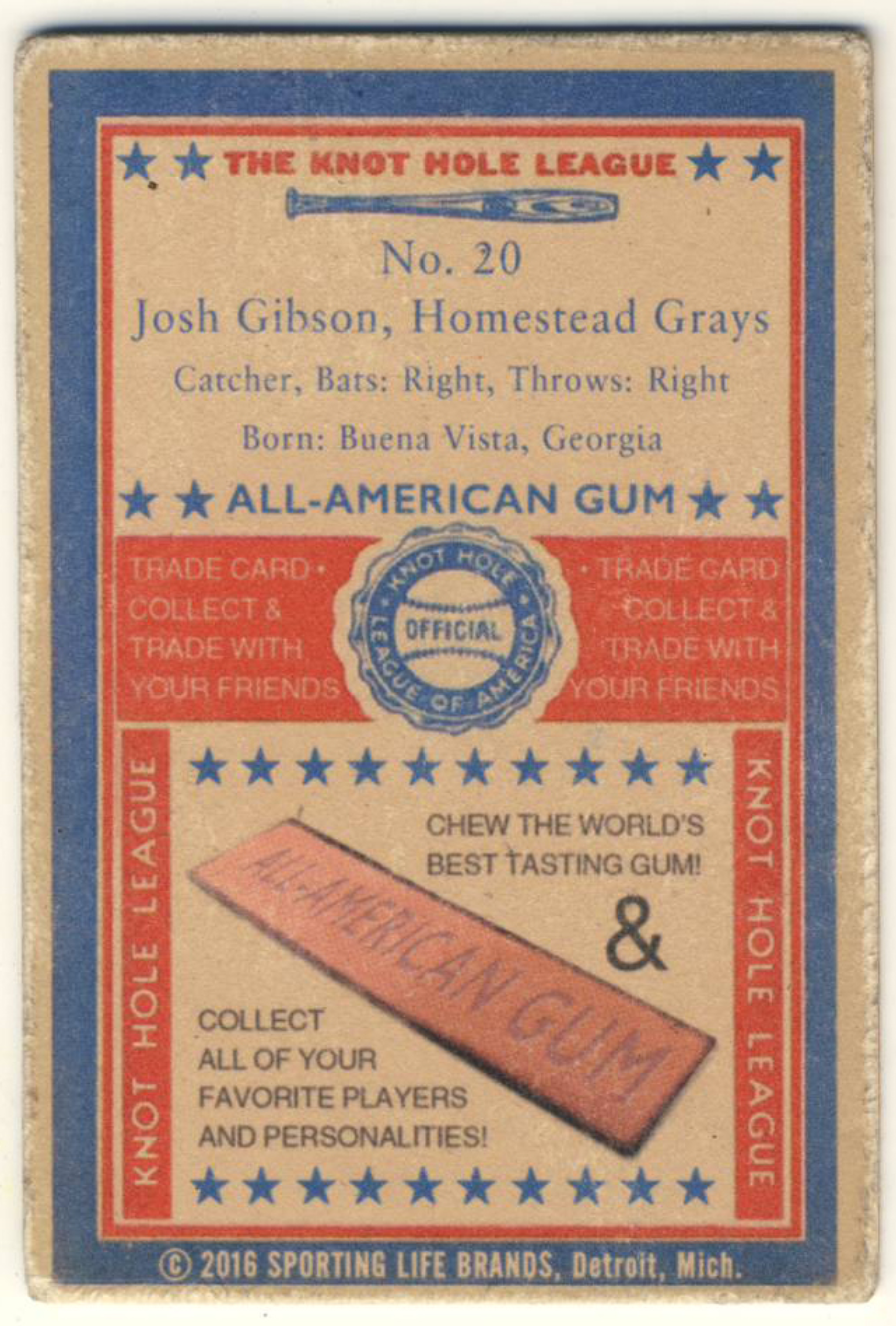 THE KNOT HOLE LEAGUE
No. 20
Josh Gibson, Homestead Grays
Catcher, Bats: Right, Throws: Right
Born: Buena Vista, Georgia
ALL-AMERICAN GUM
TRADE CARD •
COLLECT &
TRADE WITH
YOUR FRIENDS
• KNOT HOLE •
OFFICIAL
LEAGUE OF AMERICA
• TRADE CARD
COLLECT &
TRADE WITH
YOUR FRIENDS
KNOT HOLE LEAGUE
CHEW THE WORLD'S
BEST TASTING GUM!
&
ALL-AMERICAN GUM
COLLECT
ALL OF YOUR
FAVORITE PLAYERS
AND PERSONALITIES!
KNOT HOLE LEAGUE
© 2016 SPORTING LIFE BRANDS, Detroit, Mich.